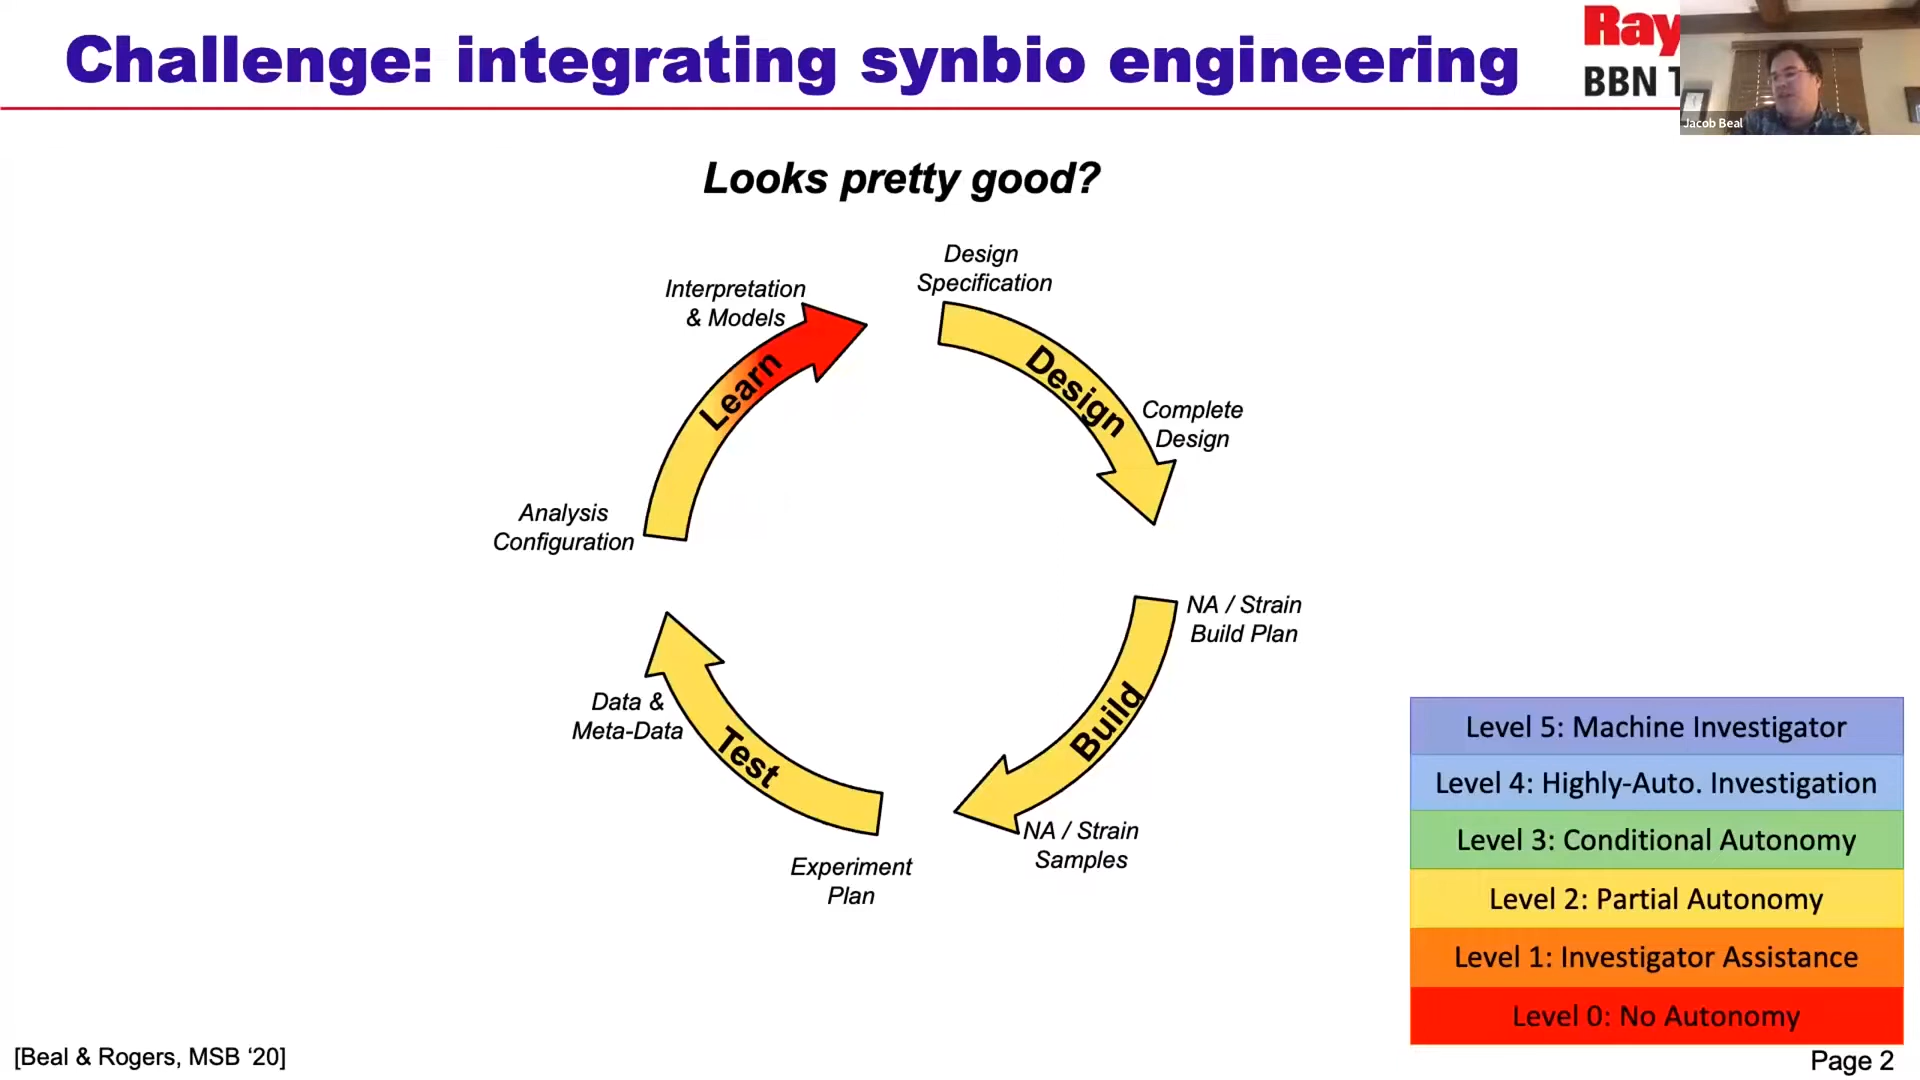 Challenge: integrating synbio engineering
Ray
BBN T
Jacob Beal
Looks pretty good?
Design
Specification
Interpretation
& Models
Learn
Design
Complete
Design
Analysis
Configuration
NA / Strain
Build Plan
Data &
Meta-Data
Test
Build
NA / Strain
Samples
Experiment
Plan
Level 5: Machine Investigator
Level 4: Highly-Auto. Investigation
Level 3: Conditional Autonomy
Level 2: Partial Autonomy
Level 1: Investigator Assistance
Level 0: No Autonomy
[Beal & Rogers, MSB ‘20]
Page 2